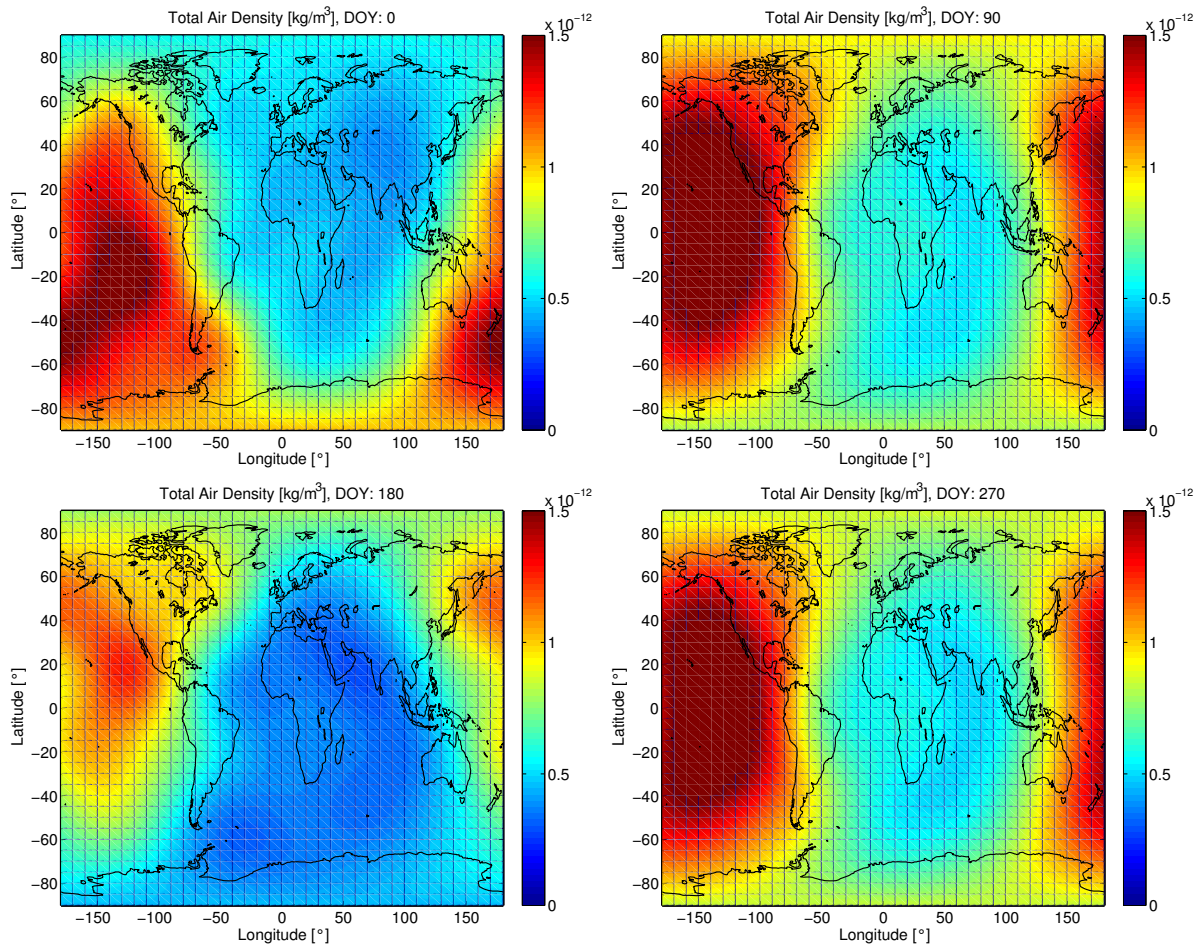 Total Air Density [kg/m³], DOY: 0
x 10⁻¹²
1.5
1
0.5
0
80
60
40
20
0
−20
−40
−60
−80
Latitude [°]
−150 −100 −50 0 50 100 150
Longitude [°]
Total Air Density [kg/m³], DOY: 90
x 10⁻¹²
1.5
1
0.5
0
80
60
40
20
0
−20
−40
−60
−80
Latitude [°]
−150 −100 −50 0 50 100 150
Longitude [°]
Total Air Density [kg/m³], DOY: 180
x 10⁻¹²
1.5
1
0.5
0
80
60
40
20
0
−20
−40
−60
−80
Latitude [°]
−150 −100 −50 0 50 100 150
Longitude [°]
Total Air Density [kg/m³], DOY: 270
x 10⁻¹²
1.5
1
0.5
0
80
60
40
20
0
−20
−40
−60
−80
Latitude [°]
−150 −100 −50 0 50 100 150
Longitude [°]